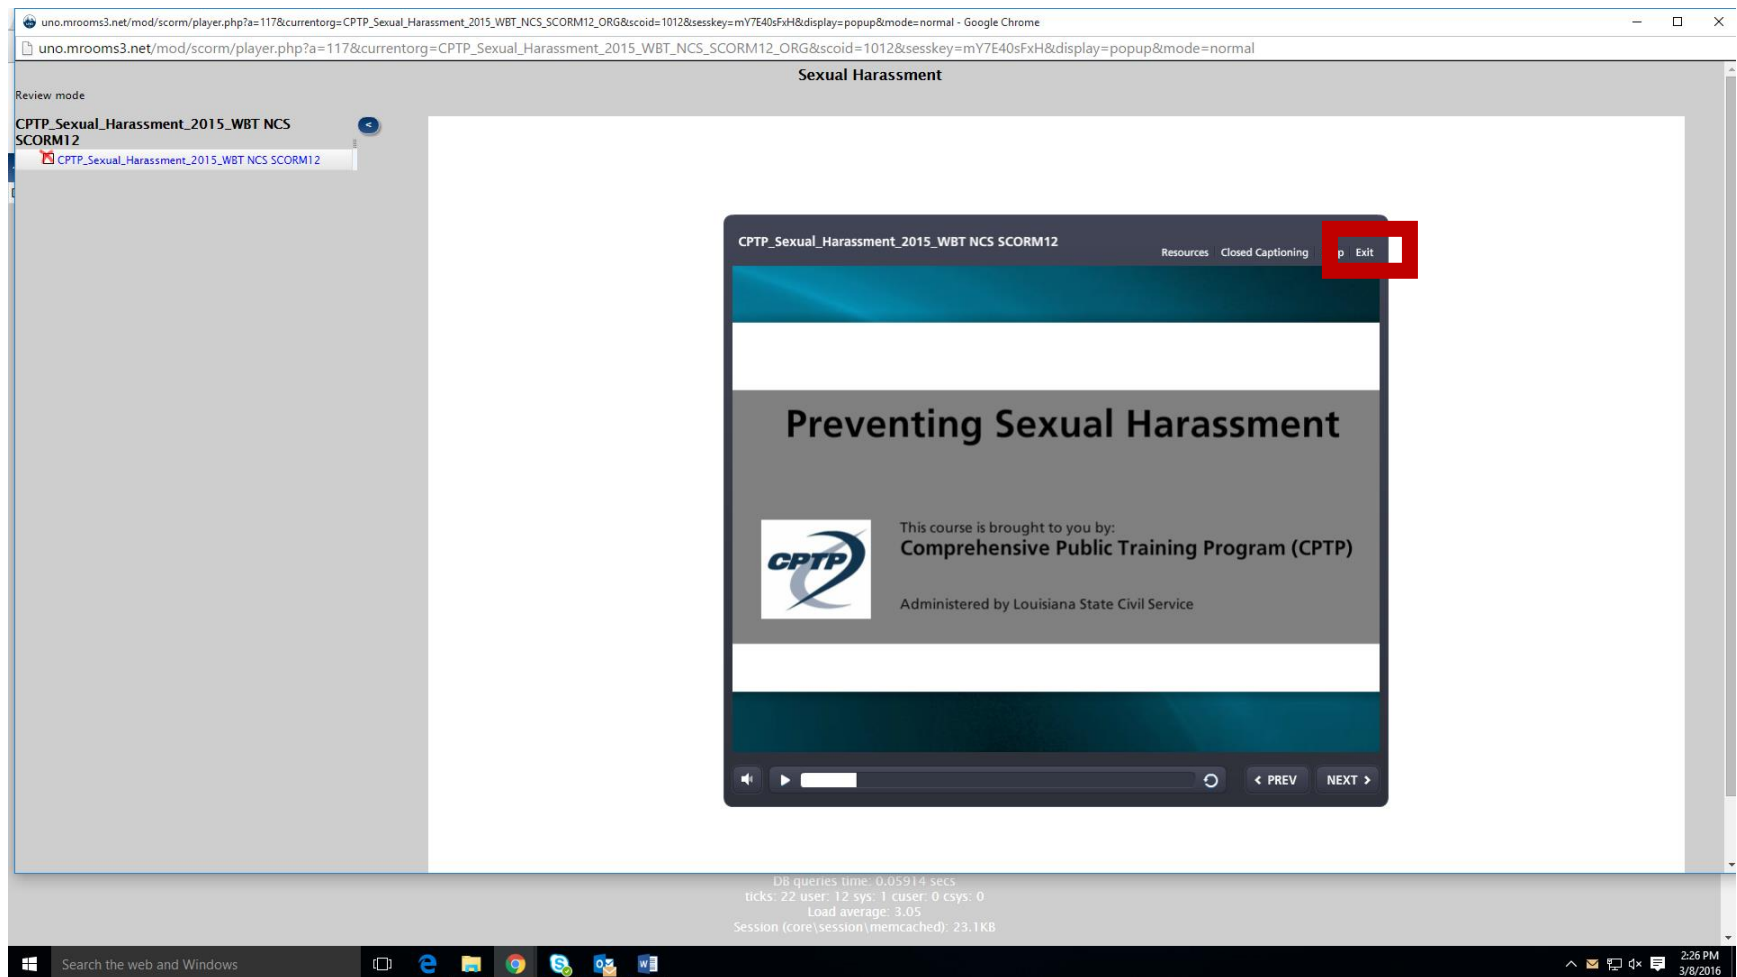 uno.mrooms3.net/mod/scorm/player.php?a=117&currentorg=CPTP_Sexual_Harassment_2015_WBT_NCS_SCORM12_ORG&scoid=1012&sesskey=mY7E40sFxH&display=popup&mode=normal - Google Chrome
uno.mrooms3.net/mod/scorm/player.php?a=117&currentorg=CPTP_Sexual_Harassment_2015_WBT_NCS_SCORM12_ORG&scoid=1012&sesskey=mY7E40sFxH&display=popup&mode=normal
Sexual Harassment
Review mode
CPTP_Sexual_Harassment_2015_WBT NCS
SCORM12
<
CPTP_Sexual_Harassment_2015_WBT NCS SCORM12
CPTP_Sexual_Harassment_2015_WBT NCS SCORM12
Resources Closed Captioning p Exit
Preventing Sexual Harassment
CPTP
This course is brought to you by:
Comprehensive Public Training Program (CPTP)
Administered by Louisiana State Civil Service
< PREV NEXT >
DB queries time: 0.05914 secs
ticks: 22 user: 12 sys: 1 cuser: 0 csys: 0
Load average: 3.05
Session (core\session\memcached): 23.1KB
Search the web and Windows
2:26 PM
3/8/2016